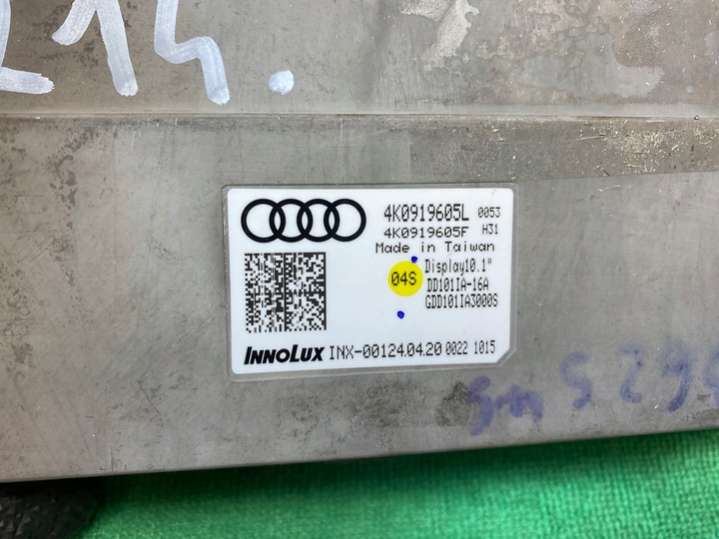 214.
4K0919605L 0053
4K0919605F H31
Made in Taiwan
04S
Display10.1"
DD101IA-16A
GDD101IA3000S
INNOLUX INX-00124.04.20 0022 1015